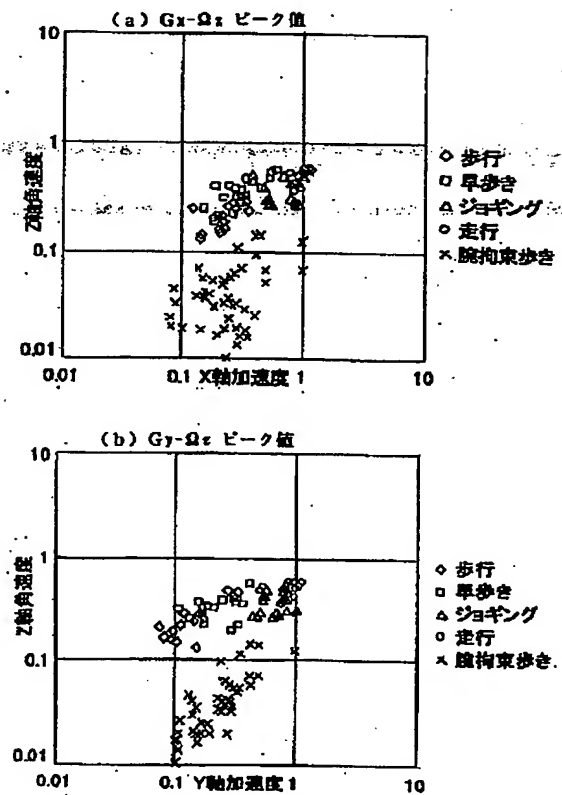 (a) Gx-Ωz ピーク値
10
1
0.1
0.01
Z軸角速度
0.01 0.1 X軸加速度 1 10
◇ 歩行
□ 早歩き
△ ジョギング
○ 走行
× 腕拘束歩き
(b) Gy-Ωz ピーク値
10
1
0.1
0.01
Z軸角速度
0.01 0.1 Y軸加速度 1 10
◇ 歩行
□ 早歩き
△ ジョギング
○ 走行
× 腕拘束歩き